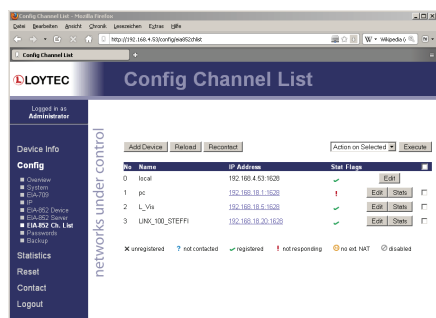 Config Channel List - Mozilla Firefox
Datei Bearbeiten Ansicht Chronik Lesezeichen Extras Hilfe
http://192.168.4.53/config/eia852chlist
W Wikipedia
Config Channel List
LOYTEC
Config Channel List
Logged in as
Administrator
Device Info
Config
Overview
System
EIA-709
IP
EIA-852 Device
EIA-852 Server
EIA-852 Ch. List
Passwords
Backup
Statistics
Reset
Contact
Logout
networks under control
Add Device Reload Recontact Action on Selected Execute
No Name IP Address Stat Flags
0 local 192.168.4.53:1628 Edit
1 pc 192.168.18.1:1628 ! Edit Stats
2 L_Vis 192.168.18.5:1628 Edit Stats
3 LINX_100_STEFFI 192.168.18.20:1628 Edit Stats
unregistered ? not contacted registered ! not responding no ext. NAT disabled